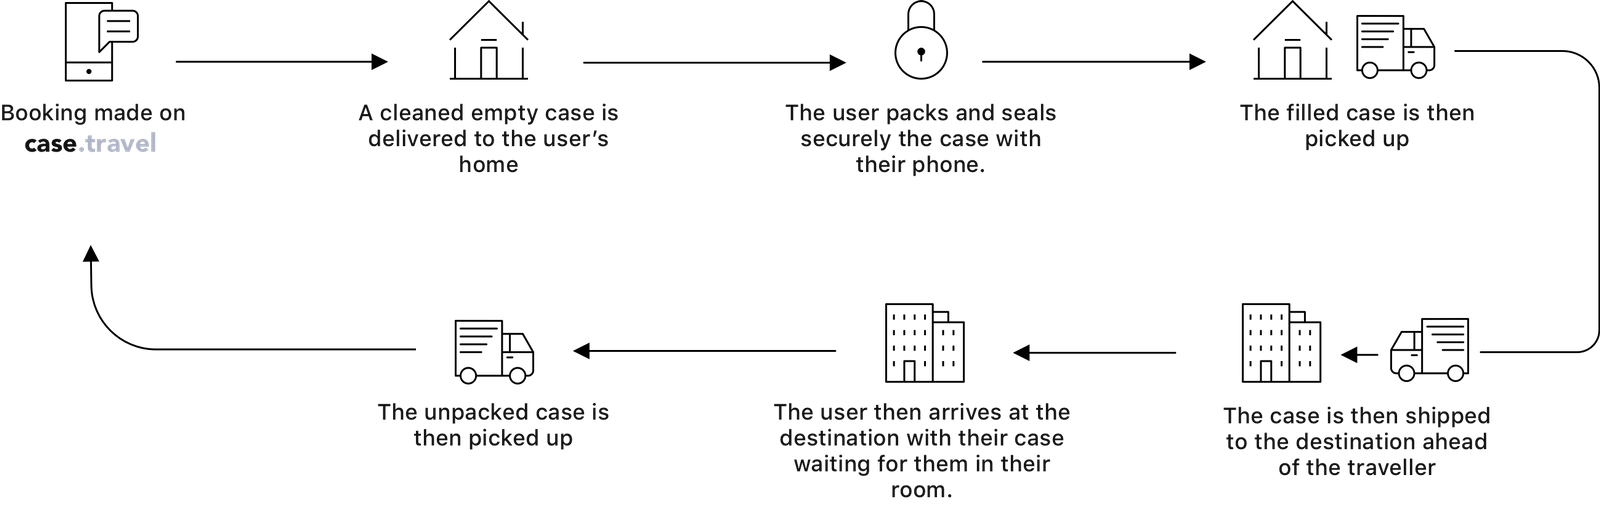 Booking made on
case.travel
A cleaned empty case is
delivered to the user’s
home
The user packs and seals
securely the case with
their phone.
The filled case is then
picked up
The case is then shipped
to the destination ahead
of the traveller
The user then arrives at the
destination with their case
waiting for them in their
room.
The unpacked case is
then picked up